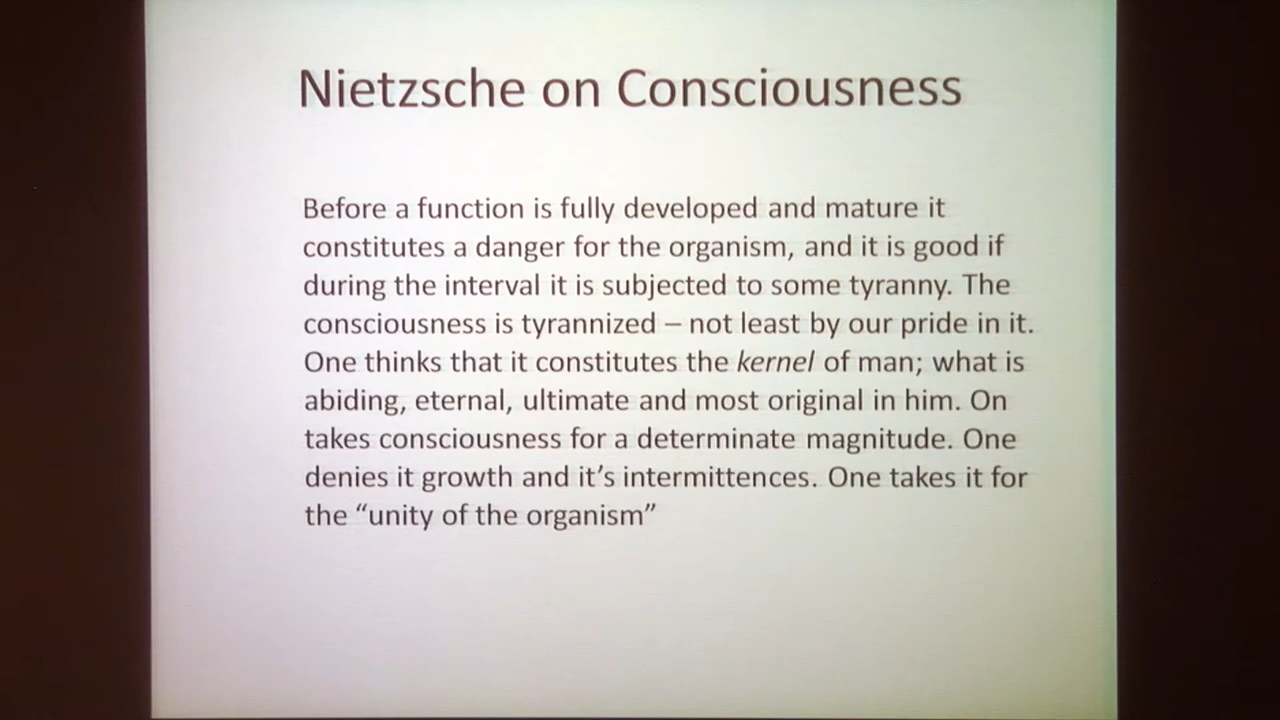 Nietzsche on Consciousness
Before a function is fully developed and mature it
constitutes a danger for the organism, and it is good if
during the interval it is subjected to some tyranny. The
consciousness is tyrannized – not least by our pride in it.
One thinks that it constitutes the kernel of man; what is
abiding, eternal, ultimate and most original in him. On
takes consciousness for a determinate magnitude. One
denies it growth and it’s intermittences. One takes it for
the “unity of the organism”